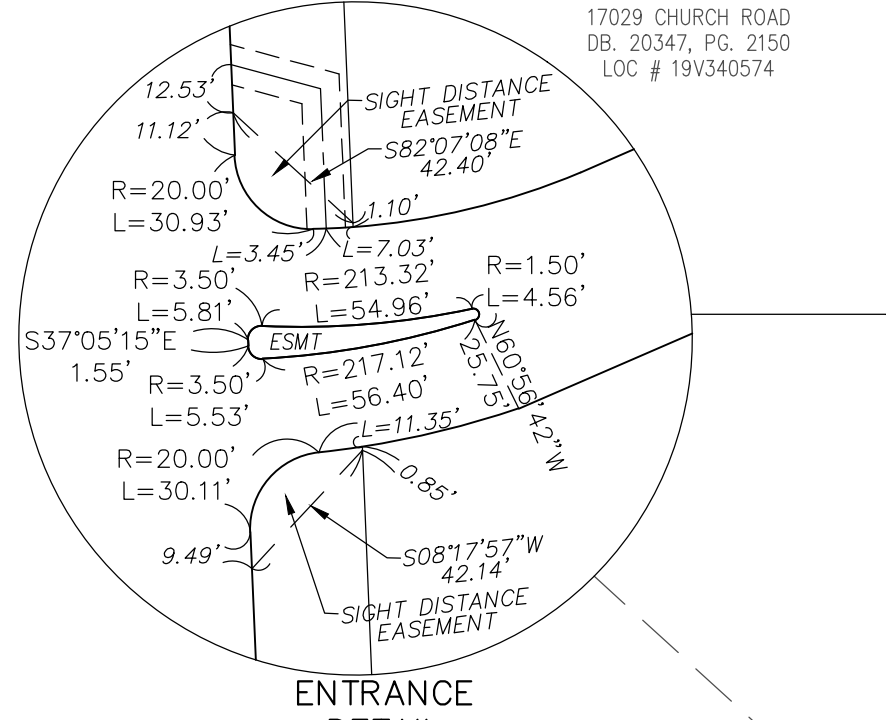 17029 CHURCH ROAD
DB. 20347, PG. 2150
LOC # 19V340574
12.53'
11.12'
SIGHT DISTANCE
EASEMENT
S82°07'08"E
42.40'
R=20.00'
L=30.93'
1.10'
L=3.45'
L=7.03'
R=3.50'
L=5.81'
R=213.32'
L=54.96'
R=1.50'
L=4.56'
S37°05'15"E
1.55'
ESMT
N60°56'42"W
25.75'
R=3.50'
L=5.53'
R=217.12'
L=56.40'
L=11.35'
R=20.00'
L=30.11'
0.85'
9.49'
S08°17'57"W
42.14'
SIGHT DISTANCE
EASEMENT
ENTRANCE
DETAIL